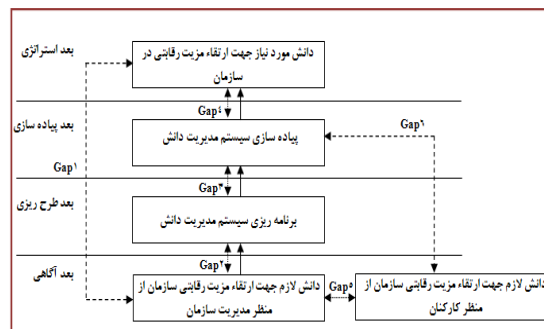 بعد استراتژی
دانش مورد نیاز جهت ارتقاء مزیت رقابتی در
سازمان
Gap۴
بعد پیاده سازی
پیاده سازی سیستم مدیریت دانش
Gap۶
Gap۱
Gap۳
بعد طرح ریزی
برنامه ریزی سیستم مدیریت دانش
Gap۲
بعد آگاهی
دانش لازم جهت ارتقاء مزیت رقابتی سازمان از
منظر مدیریت سازمان
Gap۵
دانش لازم جهت ارتقاء مزیت رقابتی سازمان از
منظر کارکنان